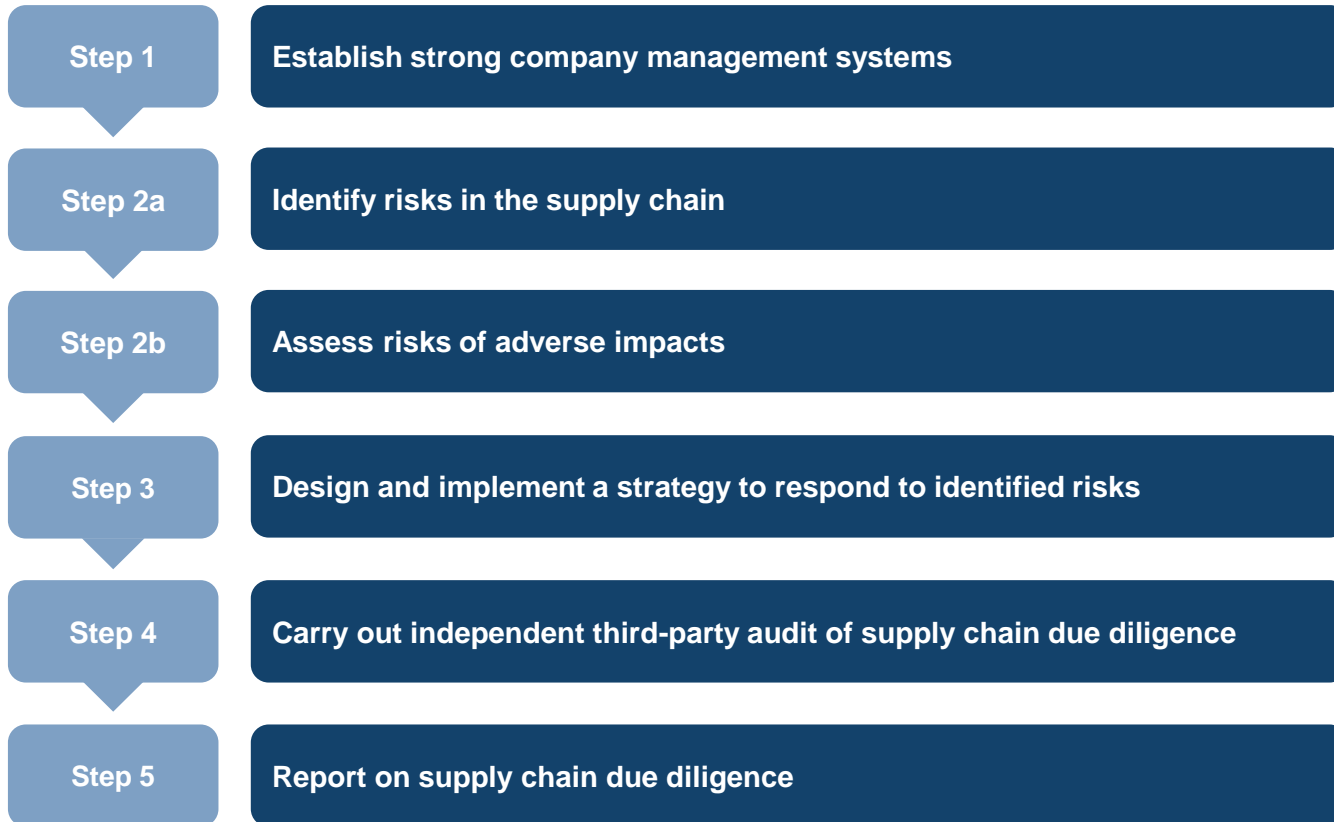 Step 1
Establish strong company management systems
Step 2a
Identify risks in the supply chain
Step 2b
Assess risks of adverse impacts
Step 3
Design and implement a strategy to respond to identified risks
Step 4
Carry out independent third-party audit of supply chain due diligence
Step 5
Report on supply chain due diligence